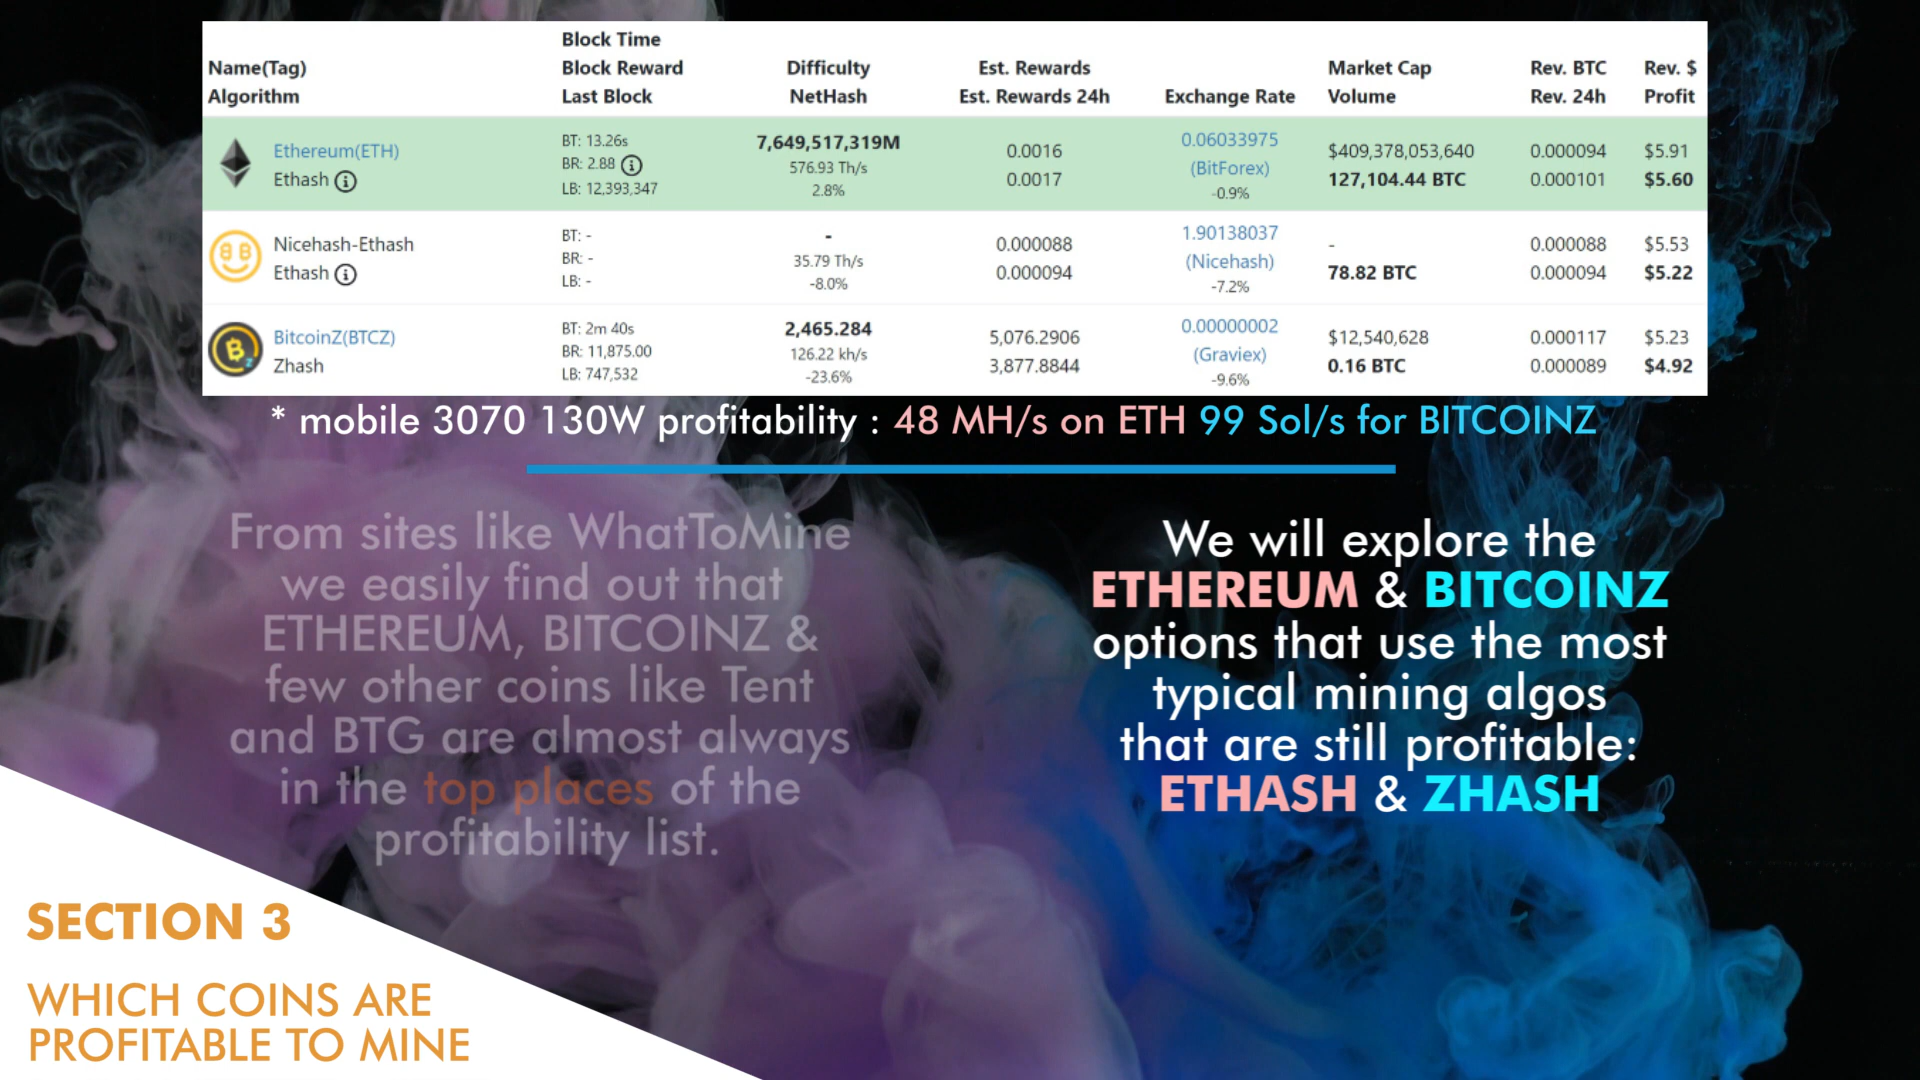 Name(Tag)
Algorithm
Block Time
Block Reward
Last Block
Difficulty
NetHash
Est. Rewards
Est. Rewards 24h
Exchange Rate
Market Cap
Volume
Rev. BTC
Rev. 24h
Rev. $
Profit
Ethereum(ETH)
Ethash
BT: 13.26s
BR: 2.88
LB: 12,393,347
7,649,517,319M
576.93 Th/s
2.8%
0.0016
0.0017
0.06033975
(BitForex)
-0.9%
$409,378,053,640
127,104.44 BTC
0.000094
0.000101
$5.91
$5.60
Nicehash-Ethash
Ethash
BT: -
BR: -
LB: -
-
35.79 Th/s
-8.0%
0.000088
0.000094
1.90138037
(Nicehash)
-7.2%
-
78.82 BTC
0.000088
0.000094
$5.53
$5.22
BitcoinZ(BTCZ)
Zhash
BT: 2m 40s
BR: 11,875.00
LB: 747,532
2,465.284
126.22 kh/s
-23.6%
5,076.2906
3,877.8844
0.00000002
(Graviex)
-9.6%
$12,540,628
0.16 BTC
0.000117
0.000089
$5.23
$4.92
* mobile 3070 130W profitability : 48 MH/s on ETH 99 Sol/s for BITCOINZ
From sites like WhatToMine
we easily find out that
ETHEREUM, BITCOINZ &
few other coins like Tent
and BTG are almost always
in the top places of the
profitability list.
We will explore the
ETHEREUM & BITCOINZ
options that use the most
typical mining algos
that are still profitable:
ETHASH & ZHASH
SECTION 3
WHICH COINS ARE
PROFITABLE TO MINE